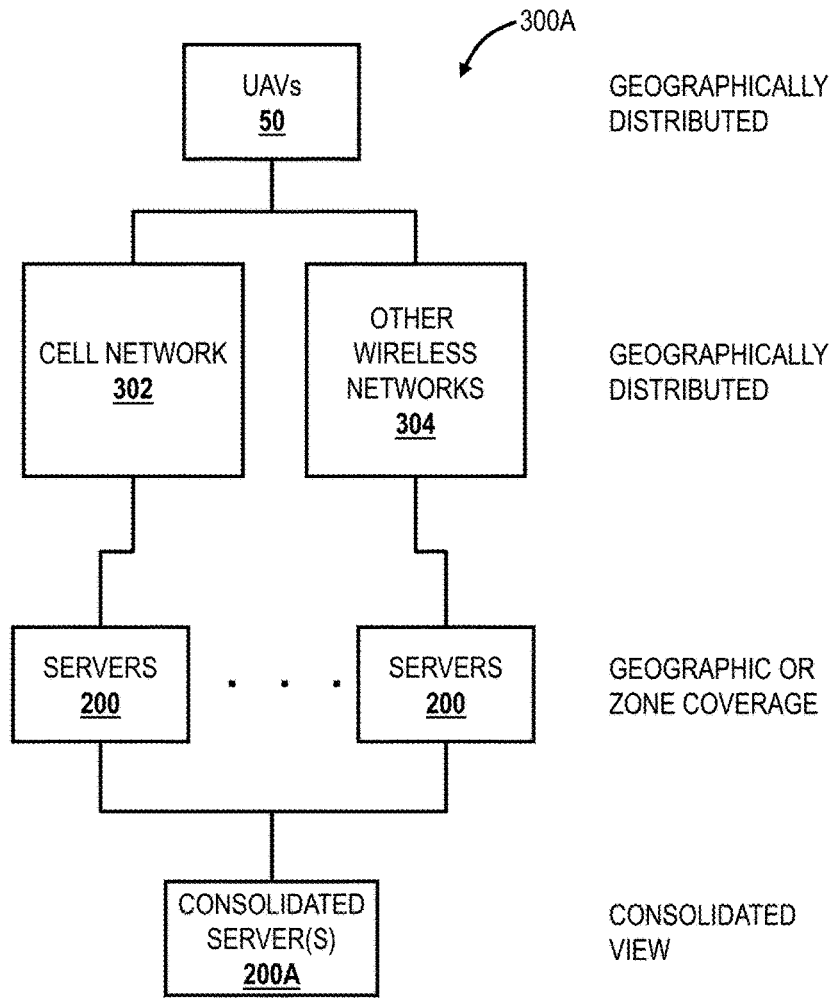 300A
UAVs
50
GEOGRAPHICALLY
DISTRIBUTED
CELL NETWORK
302
OTHER
WIRELESS
NETWORKS
304
GEOGRAPHICALLY
DISTRIBUTED
SERVERS
200
. . .
SERVERS
200
GEOGRAPHIC OR
ZONE COVERAGE
CONSOLIDATED
SERVER(S)
200A
CONSOLIDATED
VIEW